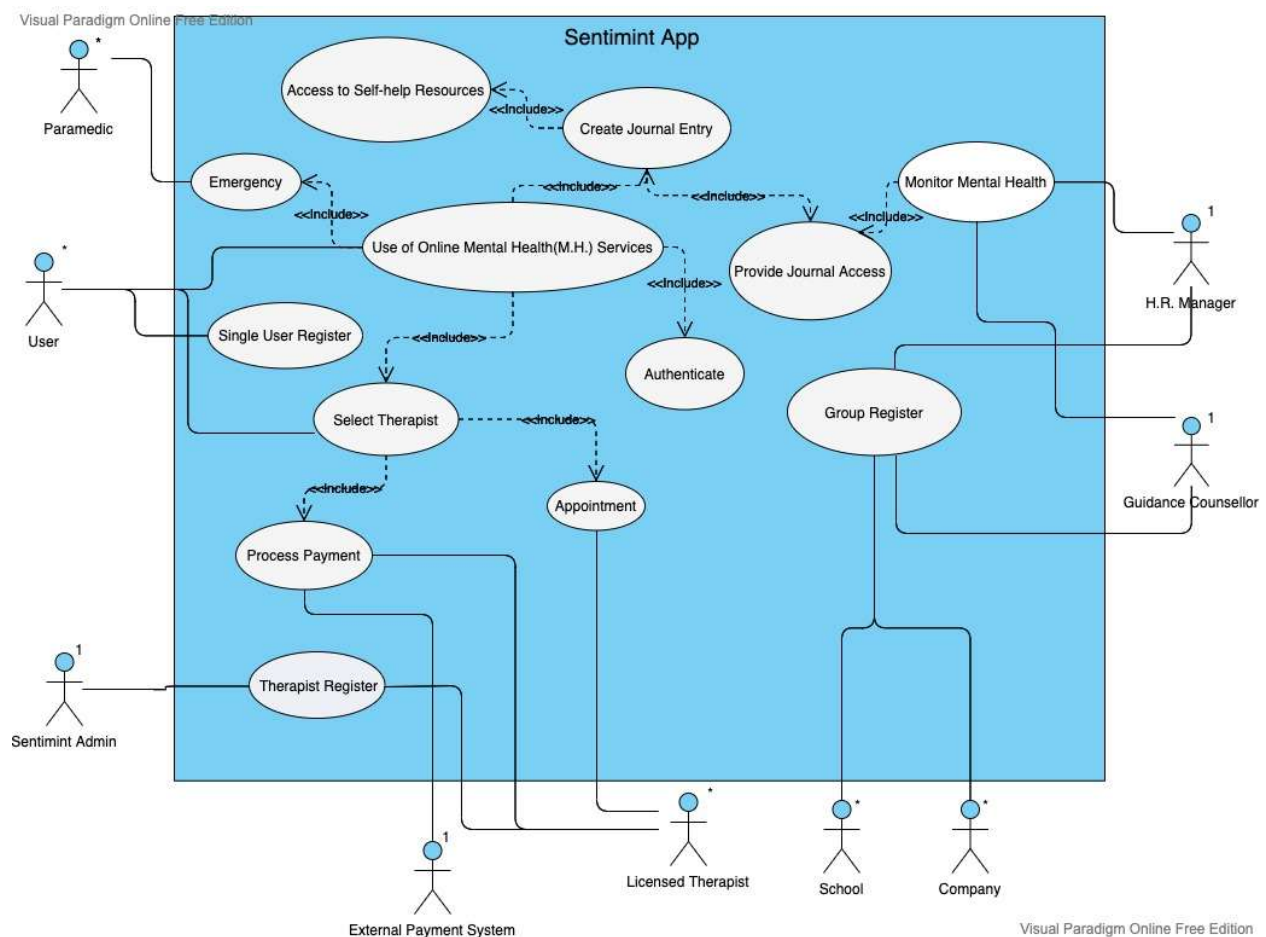 Visual Paradigm Online Free Edition
Sentimint App
*
Paramedic
Access to Self-help Resources
<<Include>>
Create Journal Entry
Emergency
<<Include>>
<<Include>>
<<Include>>
<<Include>>
Monitor Mental Health
1
H.R. Manager
*
User
Use of Online Mental Health(M.H.) Services
<<Include>>
Provide Journal Access
Single User Register
<<Include>>
Authenticate
Select Therapist
<<Include>>
Group Register
1
Guidance Counsellor
<<Include>>
Appointment
Process Payment
1
Sentimint Admin
Therapist Register
*
Licensed Therapist
*
School
*
Company
1
External Payment System
Visual Paradigm Online Free Edition